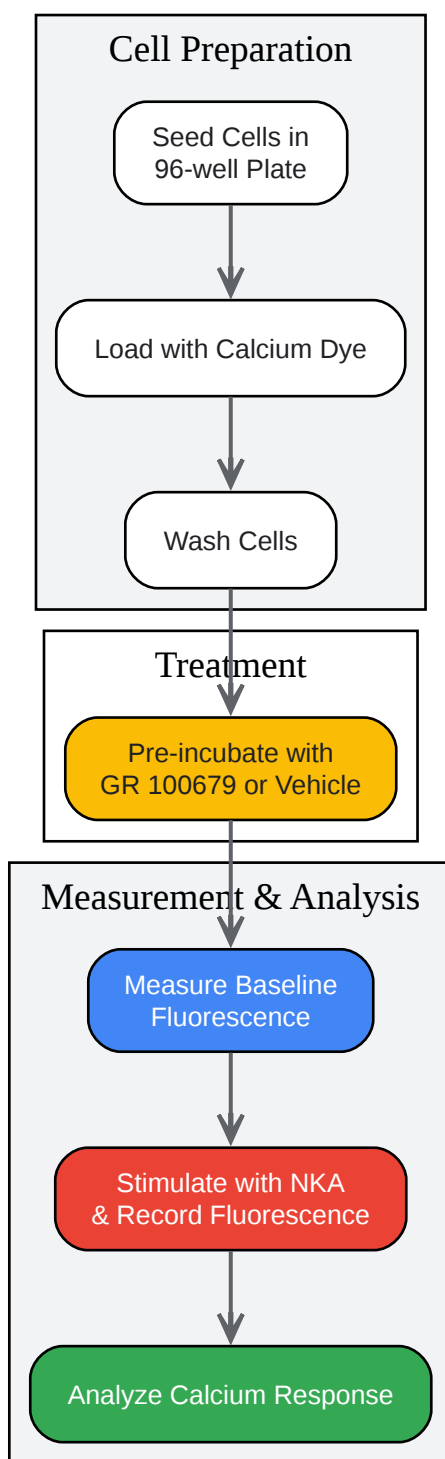 Cell Preparation
Seed Cells in
96-well Plate
Load with Calcium Dye
Wash Cells
Treatment
Pre-incubate with
GR 100679 or Vehicle
Measurement & Analysis
Measure Baseline
Fluorescence
Stimulate with NKA
& Record Fluorescence
Analyze Calcium Response